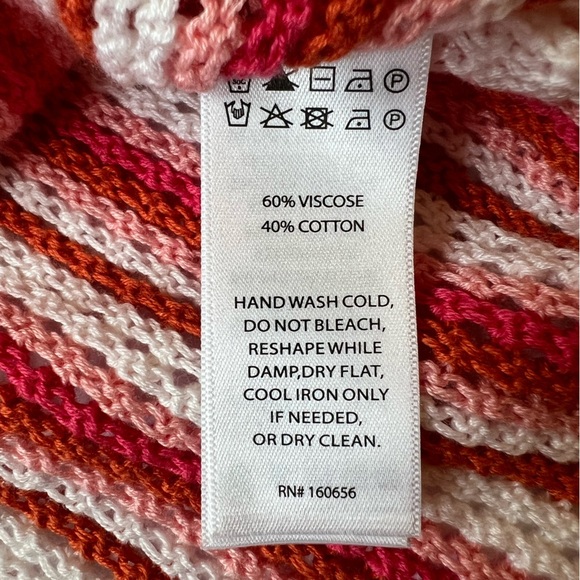 P
P
60% VISCOSE
40% COTTON
HAND WASH COLD,
DO NOT BLEACH,
RESHAPE WHILE
DAMP,DRY FLAT,
COOL IRON ONLY
IF NEEDED,
OR DRY CLEAN.
RN# 160656